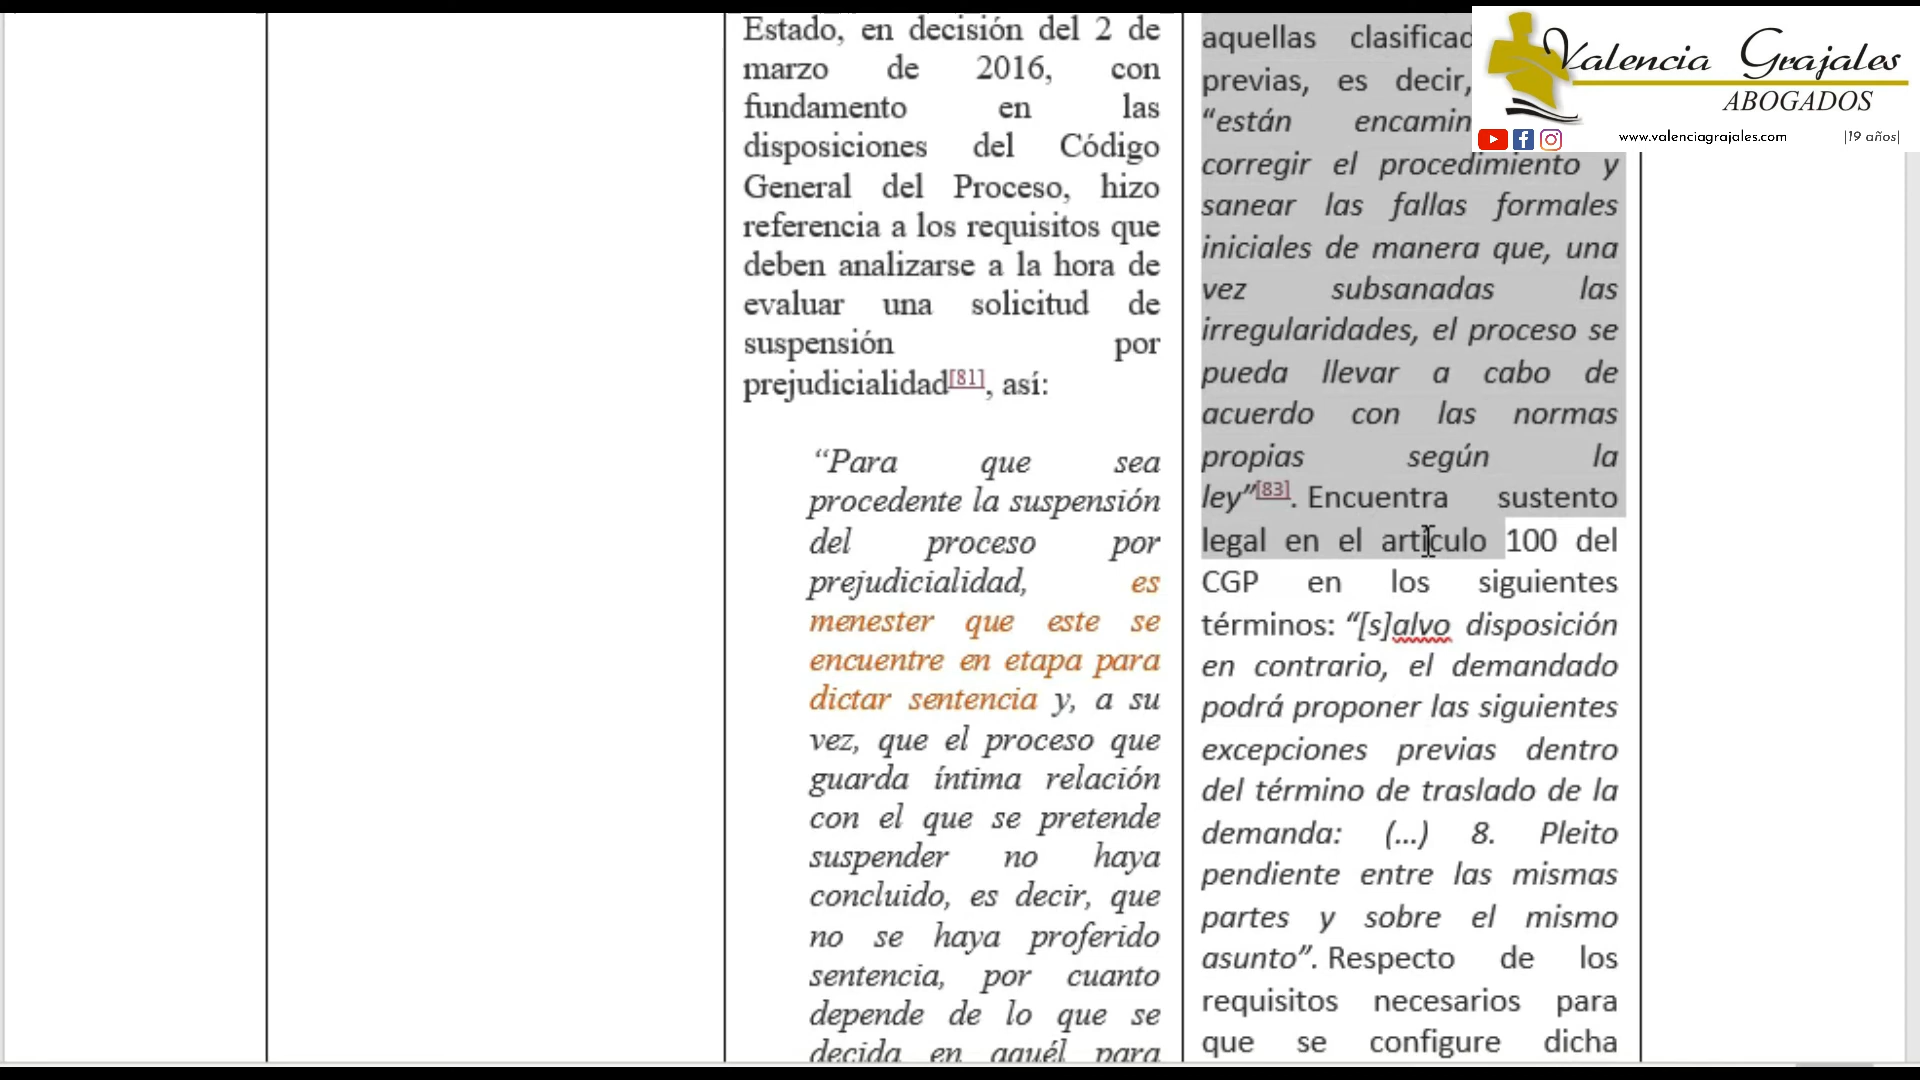 Estado, en decisión del 2 de
marzo de 2016, con
fundamento en las
disposiciones del Código
General del Proceso, hizo
referencia a los requisitos que
deben analizarse a la hora de
evaluar una solicitud de
suspensión por
prejudicialidad[81], así:
“Para que sea
procedente la suspensión
del proceso por
prejudicialidad, es
menester que este se
encuentre en etapa para
dictar sentencia y, a su
vez, que el proceso que
guarda íntima relación
con el que se pretende
suspender no haya
concluido, es decir, que
no se haya proferido
sentencia, por cuanto
depende de lo que se
decida en aquél para
aquellas clasificad
previas, es decir,
“están encamin
corregir el procedimiento y
sanear las fallas formales
iniciales de manera que, una
vez subsanadas las
irregularidades, el proceso se
pueda llevar a cabo de
acuerdo con las normas
propias según la
ley”[83]. Encuentra sustento
legal en el artículo 100 del
CGP en los siguientes
términos: “[s]alvo disposición
en contrario, el demandado
podrá proponer las siguientes
excepciones previas dentro
del término de traslado de la
demanda: (...) 8. Pleito
pendiente entre las mismas
partes y sobre el mismo
asunto”. Respecto de los
requisitos necesarios para
que se configure dicha
Valencia Grajales
ABOGADOS
www.valenciagrajales.com |19 años|